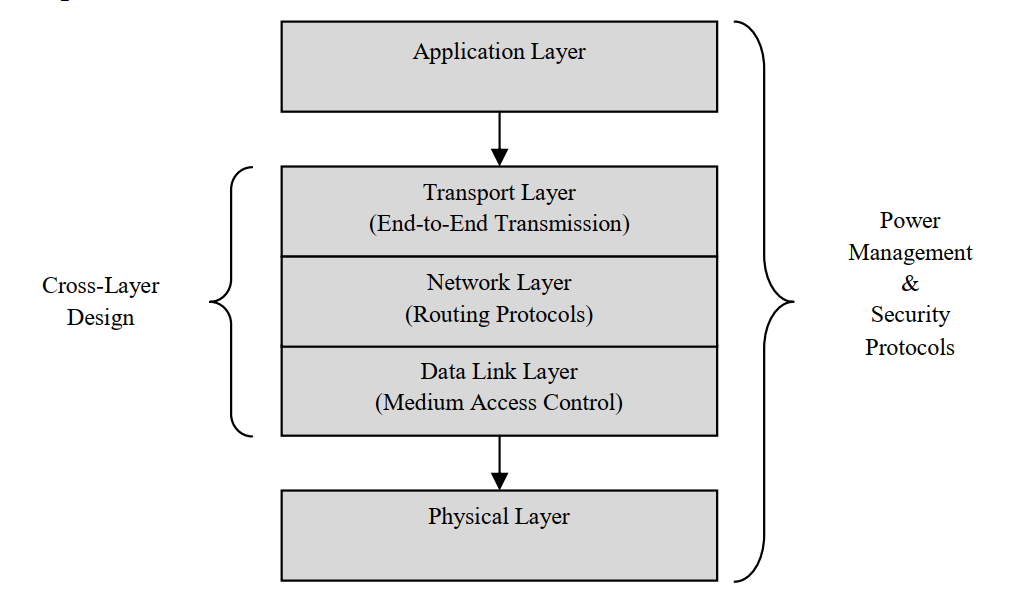 Application Layer
Transport Layer
(End-to-End Transmission)
Network Layer
(Routing Protocols)
Data Link Layer
(Medium Access Control)
Physical Layer
Cross-Layer
Design
Power
Management
&
Security
Protocols